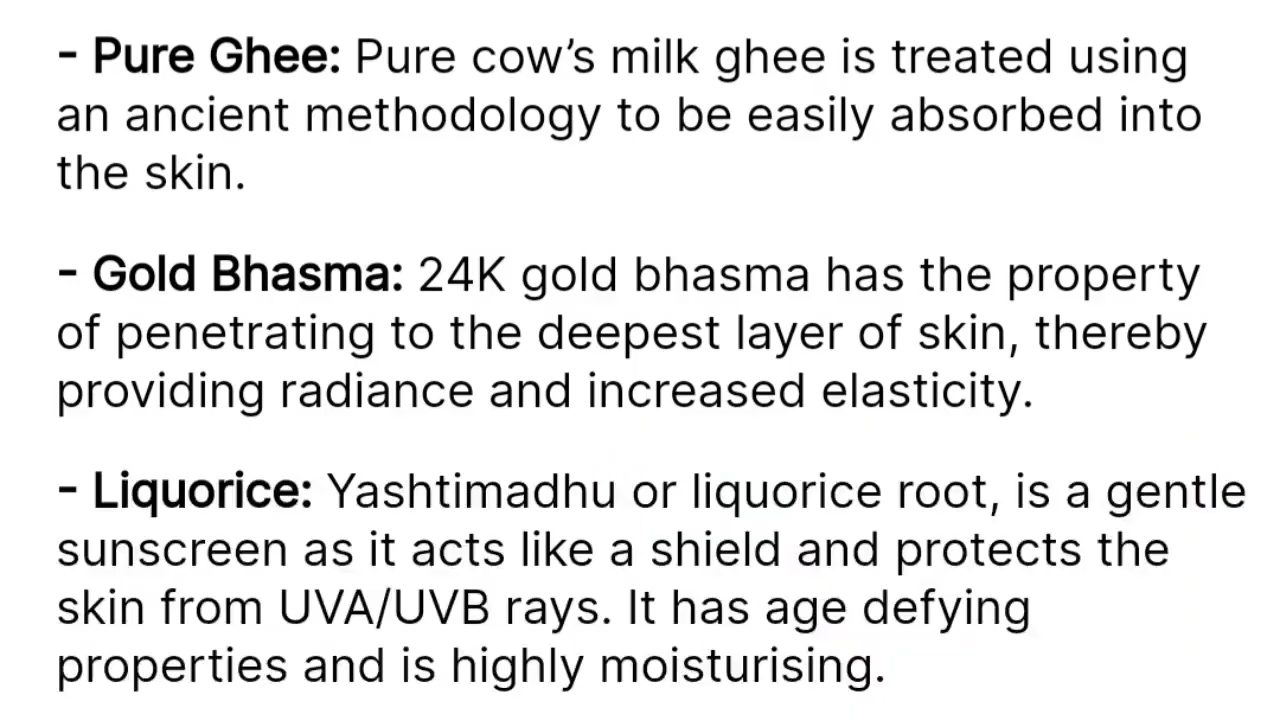 - Pure Ghee: Pure cow’s milk ghee is treated using
an ancient methodology to be easily absorbed into
the skin.
- Gold Bhasma: 24K gold bhasma has the property
of penetrating to the deepest layer of skin, thereby
providing radiance and increased elasticity.
- Liquorice: Yashtimadhu or liquorice root, is a gentle
sunscreen as it acts like a shield and protects the
skin from UVA/UVB rays. It has age defying
properties and is highly moisturising.